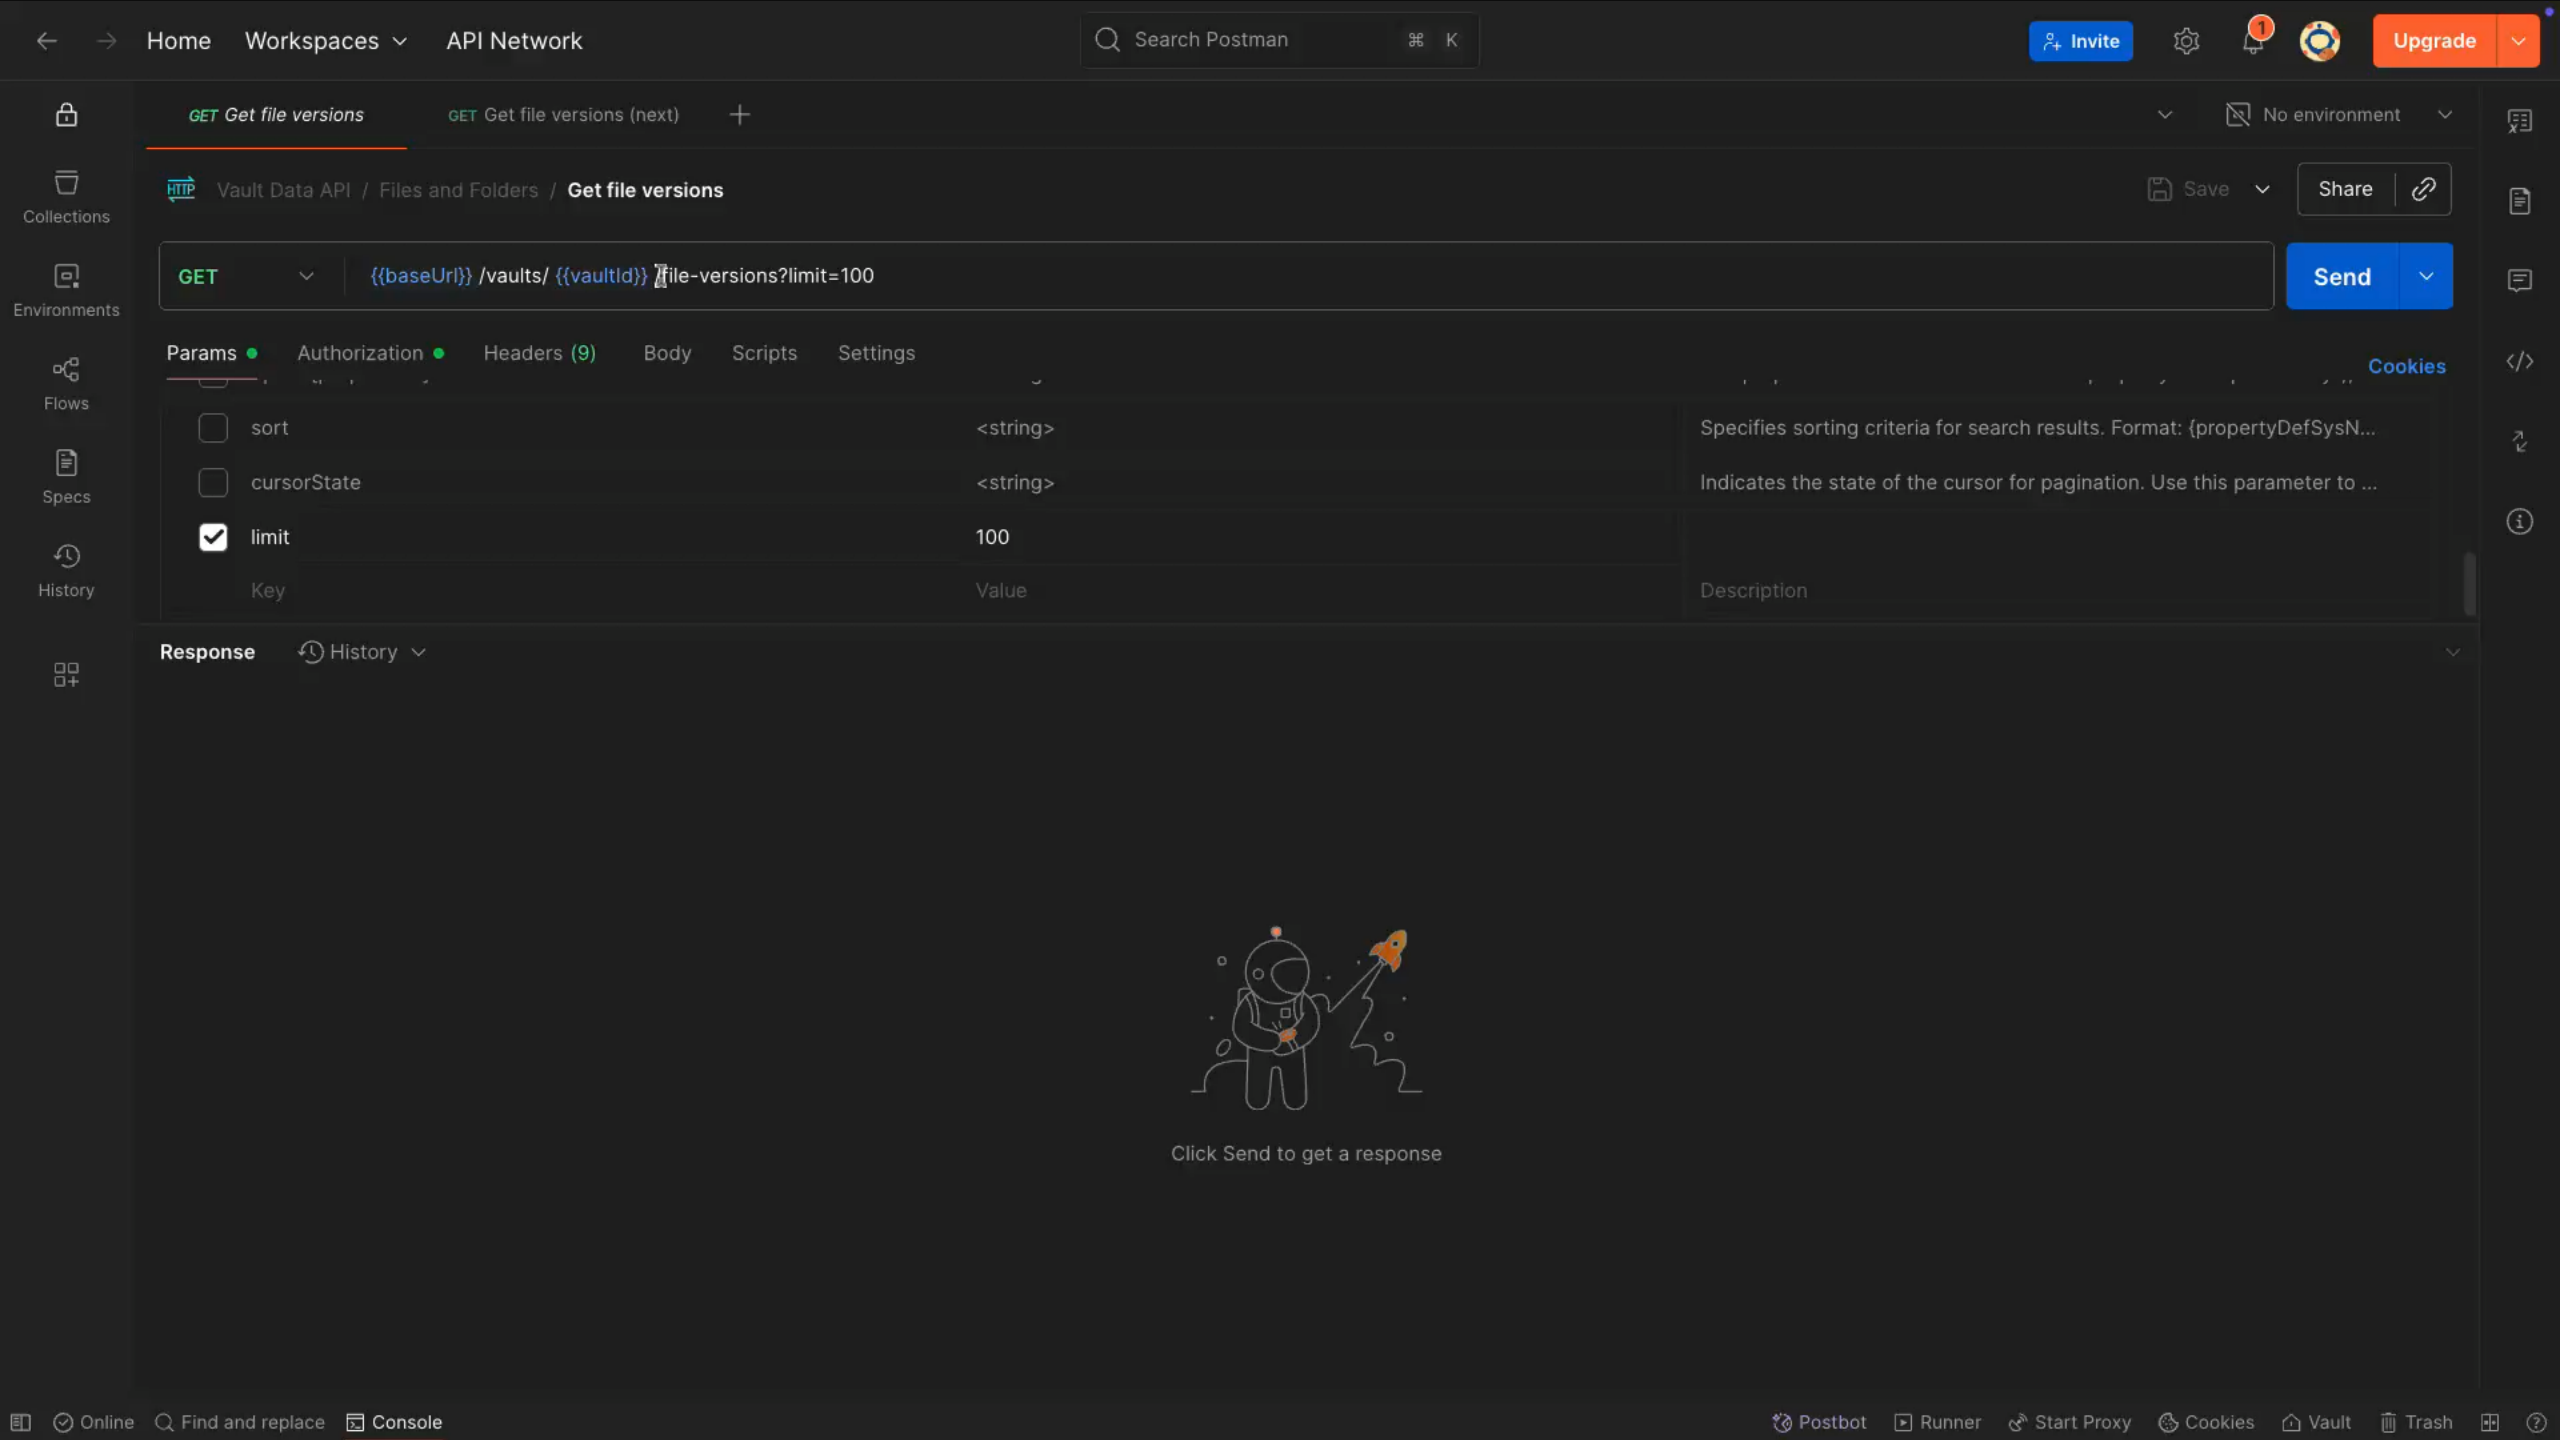 Home Workspaces API Network Search Postman ⌘ K Invite 1 Upgrade
GET Get file versions GET Get file versions (next) No environment
HTTP Vault Data API / Files and Folders / Get file versions Save Share
GET {{baseUrl}} /vaults/ {{vaultId}} /file-versions?limit=100 Send
Params Authorization Headers (9) Body Scripts Settings Cookies
sort <string> Specifies sorting criteria for search results. Format: {propertyDefSysN...
cursorState <string> Indicates the state of the cursor for pagination. Use this parameter to ...
limit 100
Key Value Description
Response History
Collections
Environments
Flows
Specs
History
Click Send to get a response
Online Find and replace Console Postbot Runner Start Proxy Cookies Vault Trash